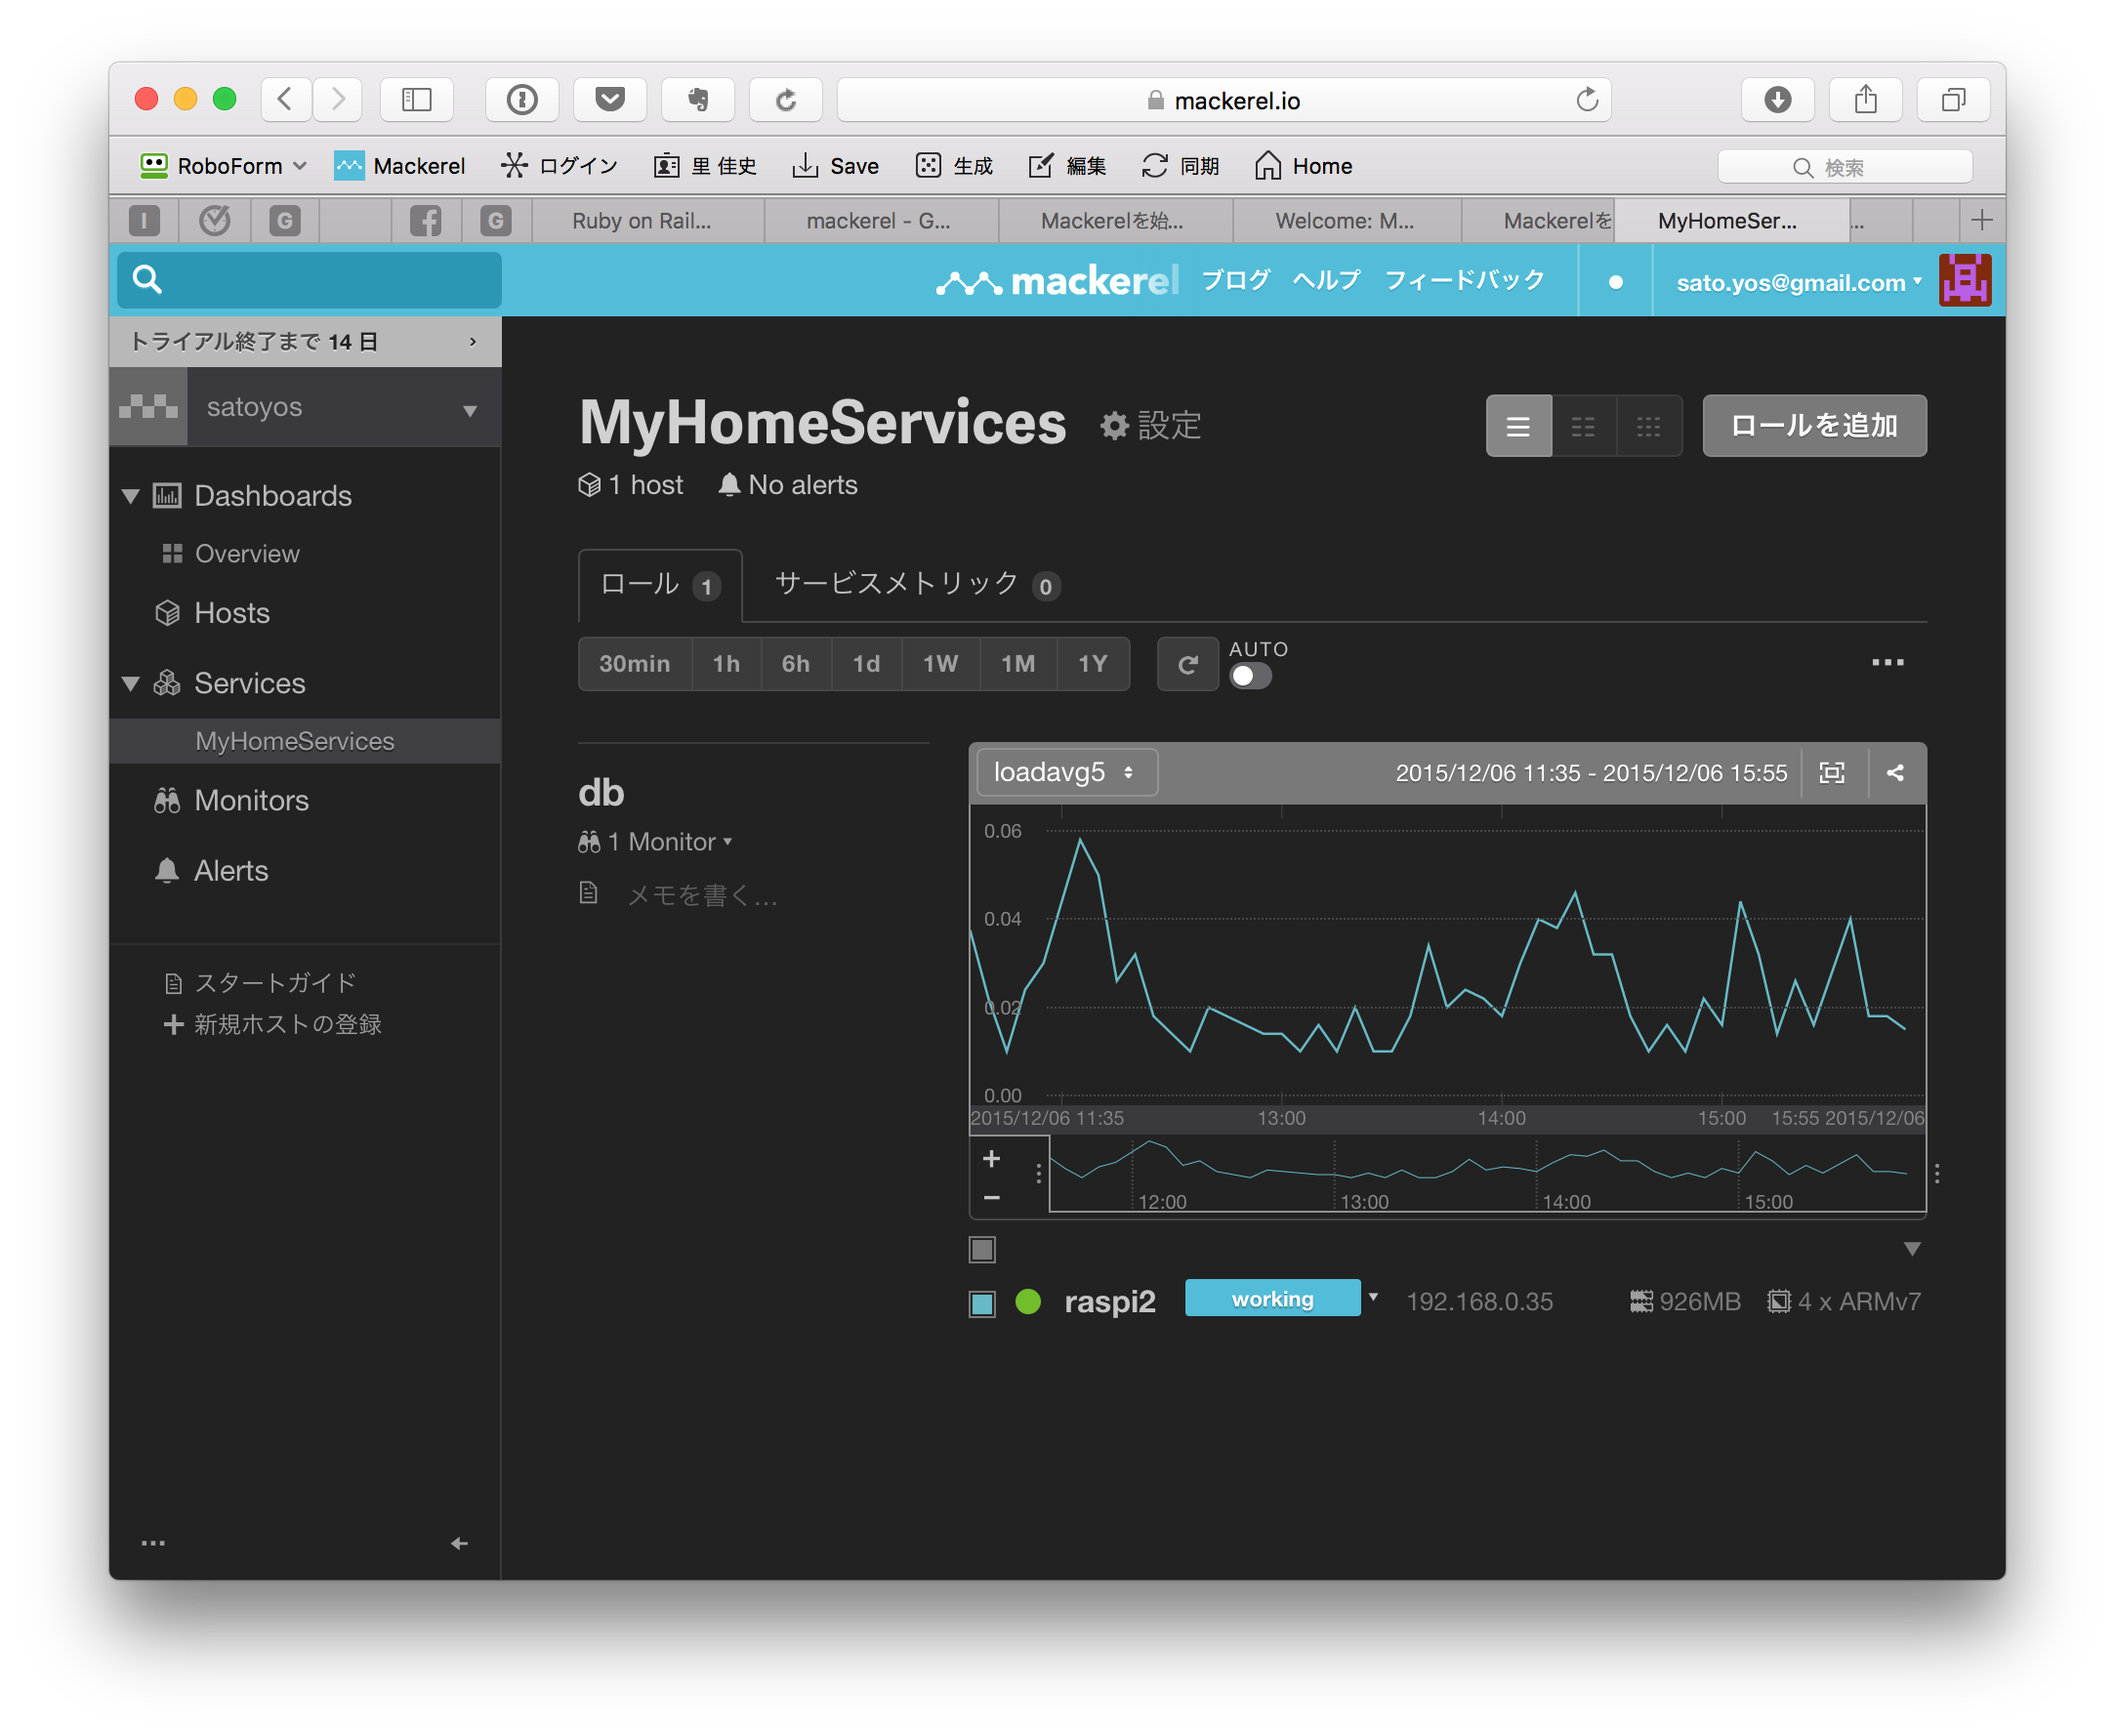 mackerel.io
RoboForm Mackerel ログイン 里 佳史 Save 生成 編集 同期 Home 検索
I G G Ruby on Rail... mackerel - G... Mackerelを始... Welcome: M... Mackerelを MyHomeSer... ...
mackerel ブログ ヘルプ フィードバック sato.yos@gmail.com
トライアル終了まで 14 日
satoyos
Dashboards
Overview
Hosts
Services
MyHomeServices
Monitors
Alerts
スタートガイド
新規ホストの登録
MyHomeServices 設定 ロールを追加
1 host No alerts
ロール 1 サービスメトリック 0
30min 1h 6h 1d 1W 1M 1Y AUTO
db
1 Monitor
メモを書く...
loadavg5 2015/12/06 11:35 - 2015/12/06 15:55
0.06
0.04
0.02
0.00
2015/12/06 11:35 13:00 14:00 15:00 15:55 2015/12/06
12:00 13:00 14:00 15:00
raspi2 working 192.168.0.35 926MB 4 x ARMv7